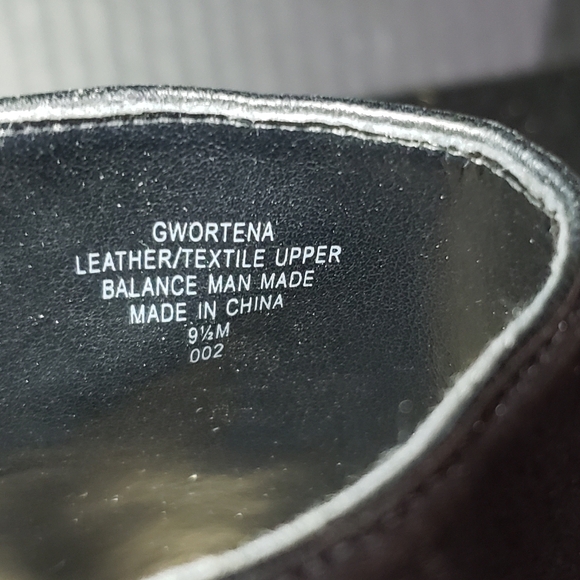 GWORTENA
LEATHER/TEXTILE UPPER
BALANCE MAN MADE
MADE IN CHINA
9½M
002